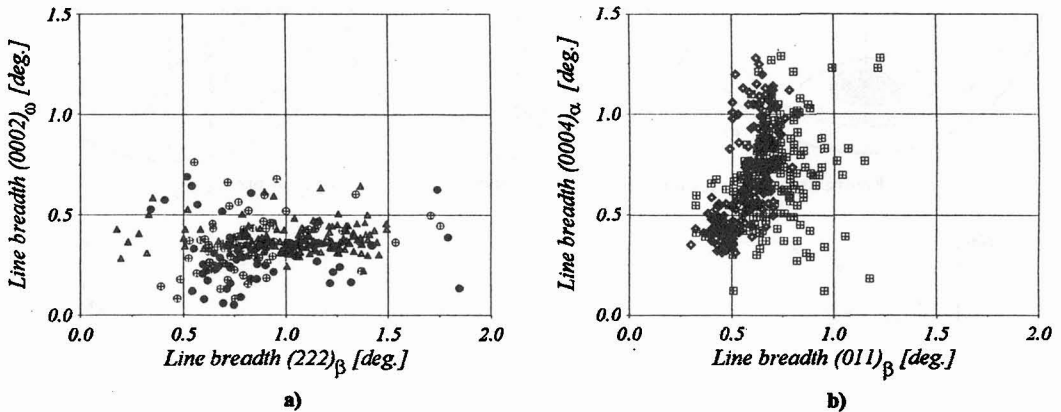 1.5
1.0
0.5
0.0
0.0 0.5 1.0 1.5 2.0
Line breadth (0002)ω [deg.]
Line breadth (222)β [deg.]
a)
1.5
1.0
0.5
0.0
0.0 0.5 1.0 1.5 2.0
Line breadth (0004)α [deg.]
Line breadth (011)β [deg.]
b)